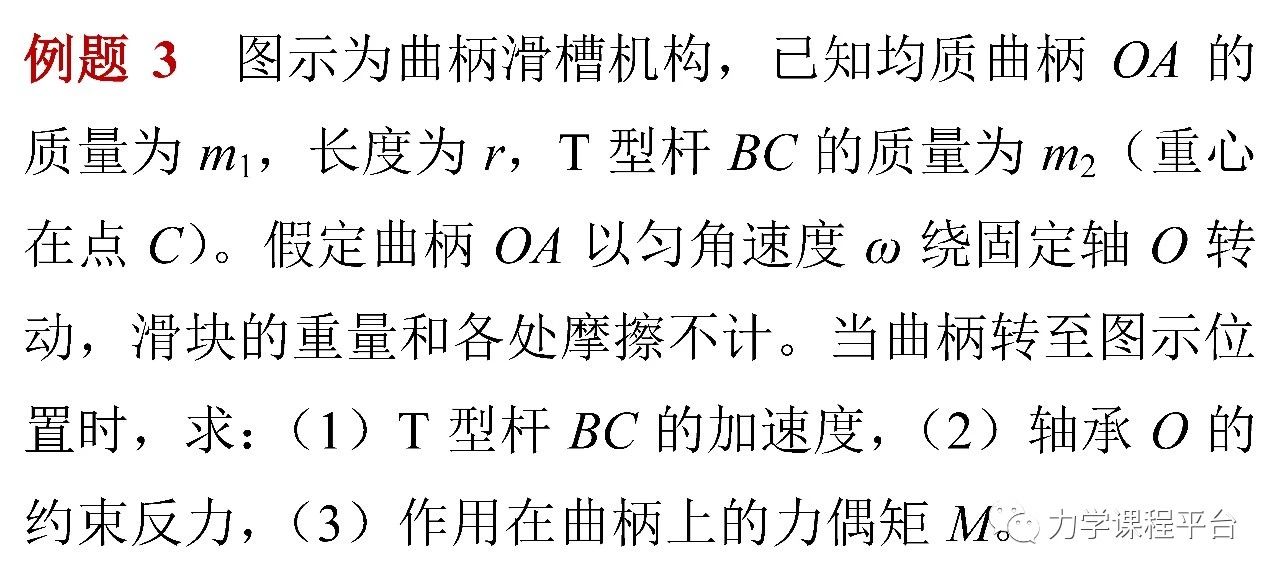 例题 3 图示为曲柄滑槽机构，已知均质曲柄 OA 的
质量为 m₁，长度为 r，T 型杆 BC 的质量为 m₂（重心
在点 C）。假定曲柄 OA 以匀角速度 ω 绕固定轴 O 转
动，滑块的重量和各处摩擦不计。当曲柄转至图示位
置时，求：（1）T 型杆 BC 的加速度，（2）轴承 O 的
约束反力，（3）作用在曲柄上的力偶矩 M。
力学课程平台